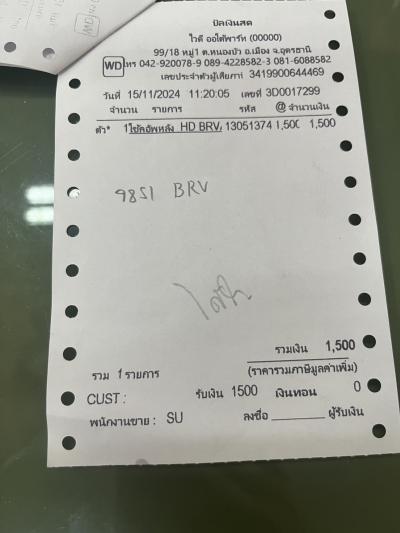 บิลเงินสด
ไวดี ออโต้พาร์ท (00000)
99/18 หมู่1 ต.หนองบัว อ.เมือง จ.อุดรธานี
WD โทร 042-920078-9 089-4228582-3 081-6088582
เลขประจำตัวผู้เสียภาษี 3419900644469
วันที่ 15/11/2024 11:20:05 เลขที่ 3D0017299
จำนวน รายการ รหัส @ จำนวนเงิน
ตัว* 1 โช้คอัพหลัง HD BRV/ 13051374 1,500 1,500
9851 BRV
รวมเงิน 1,500
รวม 1 รายการ (ราคารวมภาษีมูลค่าเพิ่ม)
CUST : รับเงิน 1500 เงินทอน 0
พนักงานขาย : SU ลงชื่อ ________ ผู้รับเงิน